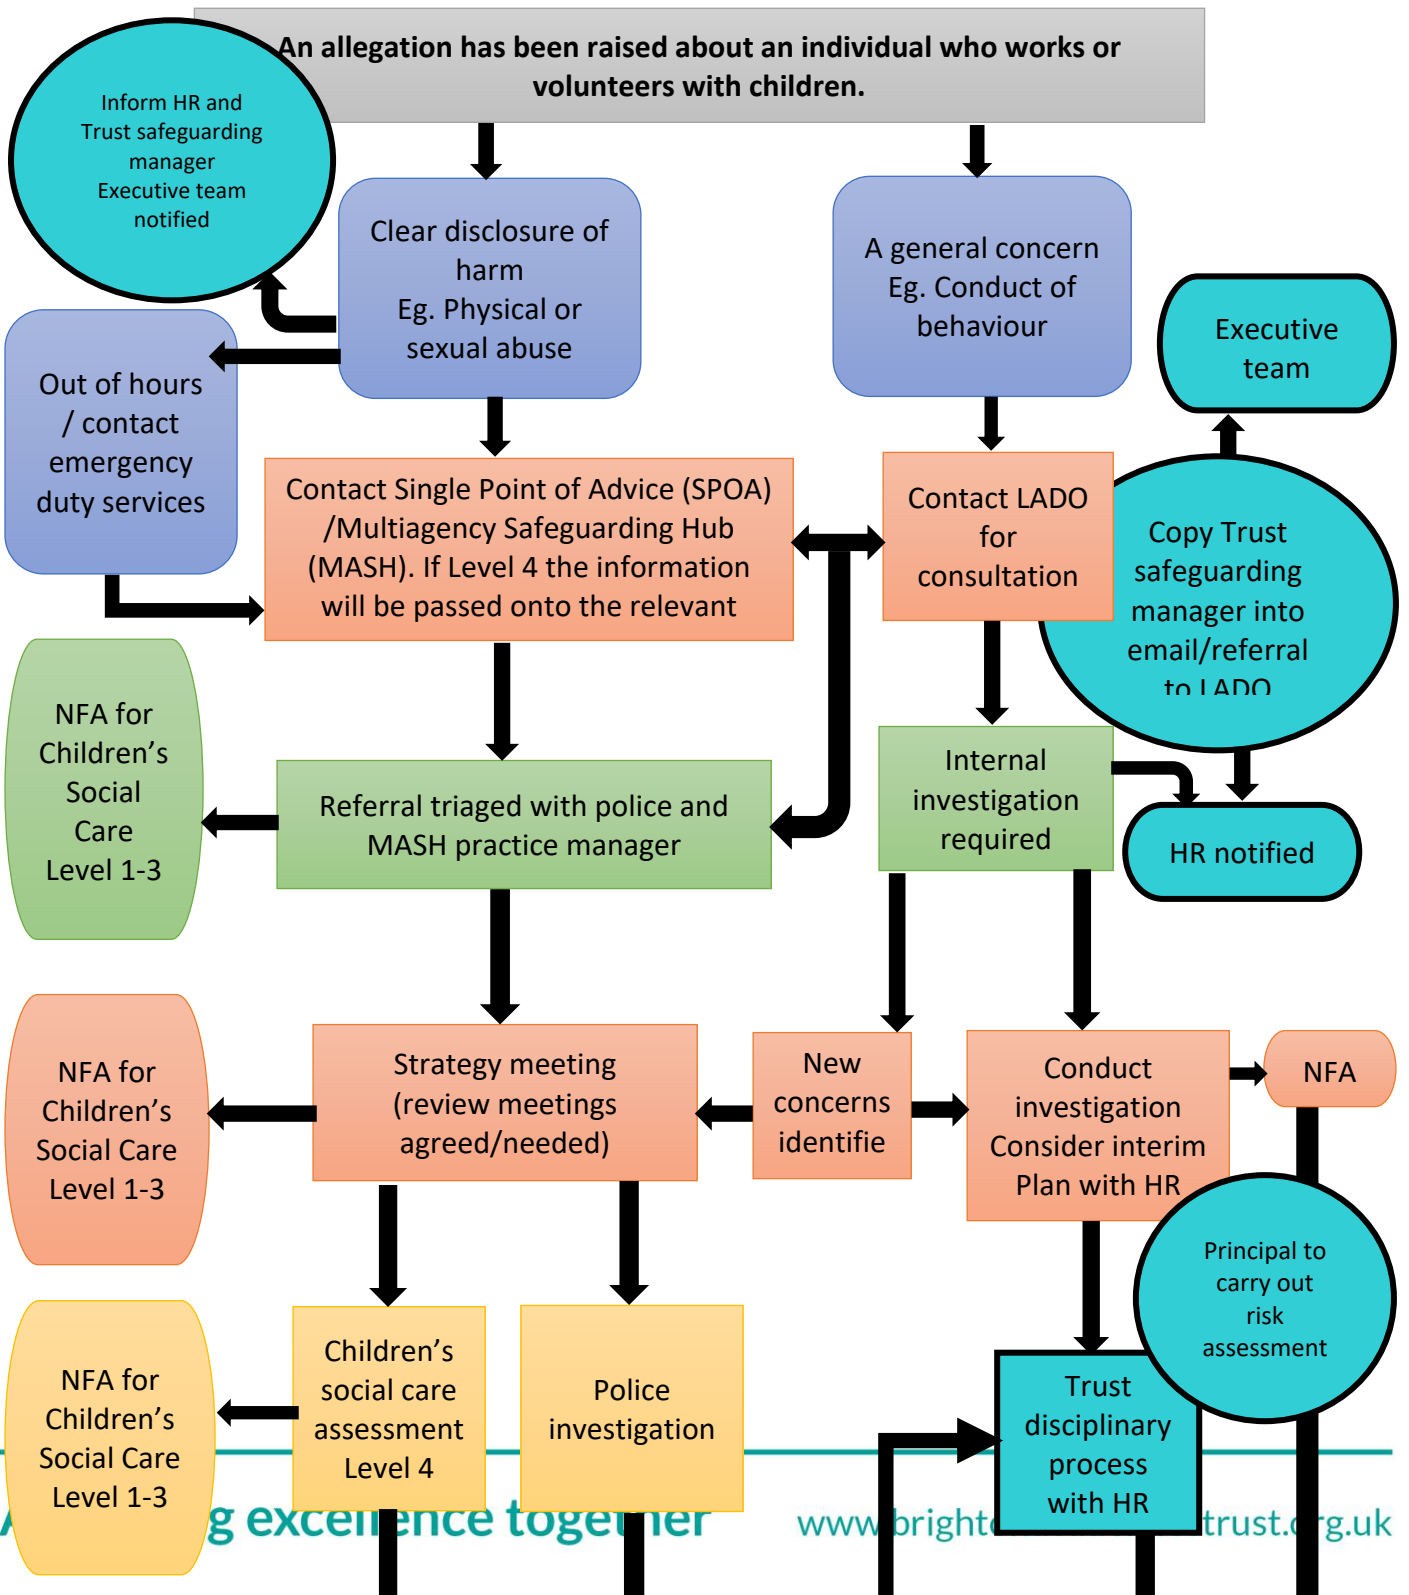 An allegation has been raised about an individual who works or
volunteers with children.
Inform HR and
Trust safeguarding
manager
Executive team
notified
Clear disclosure of
harm
Eg. Physical or
sexual abuse
A general concern
Eg. Conduct of
behaviour
Executive
team
Out of hours
/ contact
emergency
duty services
Contact Single Point of Advice (SPOA)
/Multiagency Safeguarding Hub
(MASH). If Level 4 the information
will be passed onto the relevant
Contact LADO
for
consultation
Copy Trust
safeguarding
manager into
email/referral
to LADO
NFA for
Children’s
Social
Care
Level 1-3
Referral triaged with police and
MASH practice manager
Internal
investigation
required
HR notified
NFA for
Children’s
Social Care
Level 1-3
Strategy meeting
(review meetings
agreed/needed)
New
concerns
identifie
Conduct
investigation
Consider interim
Plan with HR
NFA
Principal to
carry out
risk
assessment
NFA for
Children’s
Social Care
Level 1-3
Children’s
social care
assessment
Level 4
Police
investigation
Trust
disciplinary
process
with HR
excellence together
trust.org.uk